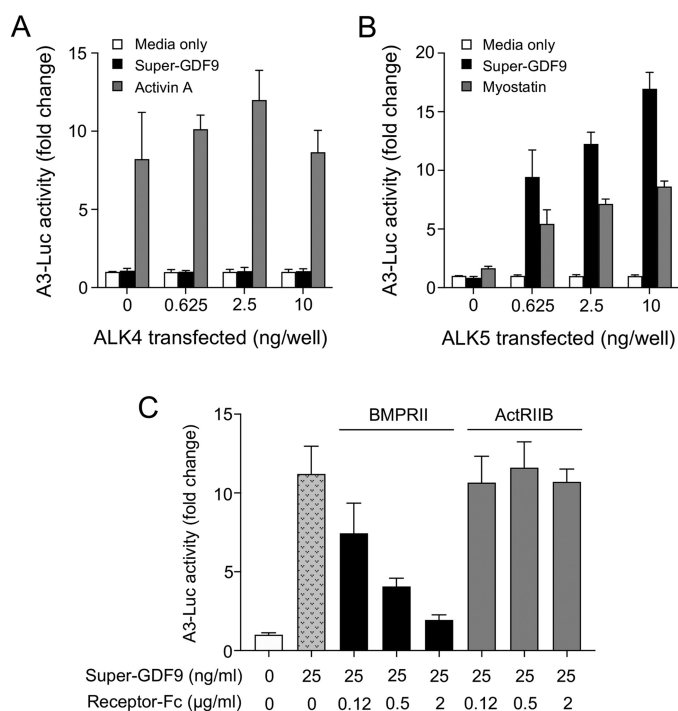 A
Media only
Super-GDF9
Activin A
A3-Luc activity (fold change)
15
10
5
0
0 0.625 2.5 10
ALK4 transfected (ng/well)
B
Media only
Super-GDF9
Myostatin
A3-Luc activity (fold change)
20
15
10
5
0
0 0.625 2.5 10
ALK5 transfected (ng/well)
C
BMPRII ActRIIB
A3-Luc activity (fold change)
15
10
5
0
Super-GDF9 (ng/ml) 0 25 25 25 25 25 25 25
Receptor-Fc (µg/ml) 0 0 0.12 0.5 2 0.12 0.5 2